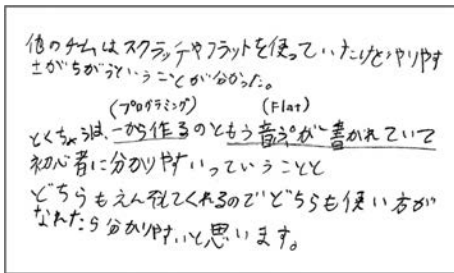 他のチームはスクラッチやフラットを使っていたけどやりやす
さがちがうということが分かった。
(プログラミング) (Flat)
とくちょうは、一から作るのともう音ぷが書かれていて
初心者に分かりやすいっていうことと
どちらもえんそうしてくれるのでどちらも使い方が
なれたら分かりやすいと思います。